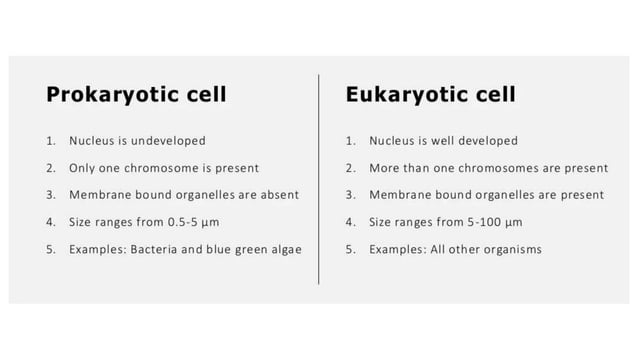 Prokaryotic cell
1. Nucleus is undeveloped
2. Only one chromosome is present
3. Membrane bound organelles are absent
4. Size ranges from 0.5-5 μm
5. Examples: Bacteria and blue green algae
Eukaryotic cell
1. Nucleus is well developed
2. More than one chromosomes are present
3. Membrane bound organelles are present
4. Size ranges from 5-100 μm
5. Examples: All other organisms